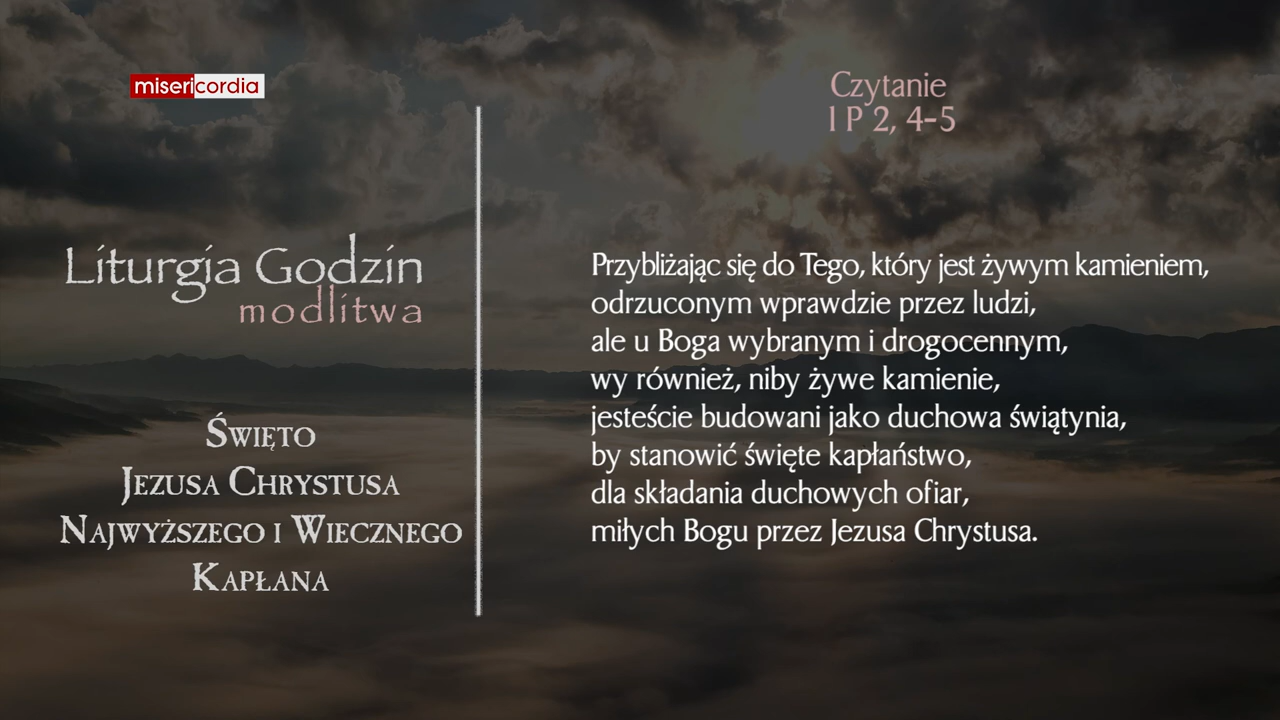 misericordia
Liturgia Godzin
modlitwa
Święto
Jezusa Chrystusa
Najwyższego i Wiecznego
Kapłana
Czytanie
1 P 2, 4-5
Przybliżając się do Tego, który jest żywym kamieniem,
odrzuconym wprawdzie przez ludzi,
ale u Boga wybranym i drogocennym,
wy również, niby żywe kamienie,
jesteście budowani jako duchowa świątynia,
by stanowić święte kapłaństwo,
dla składania duchowych ofiar,
miłych Bogu przez Jezusa Chrystusa.